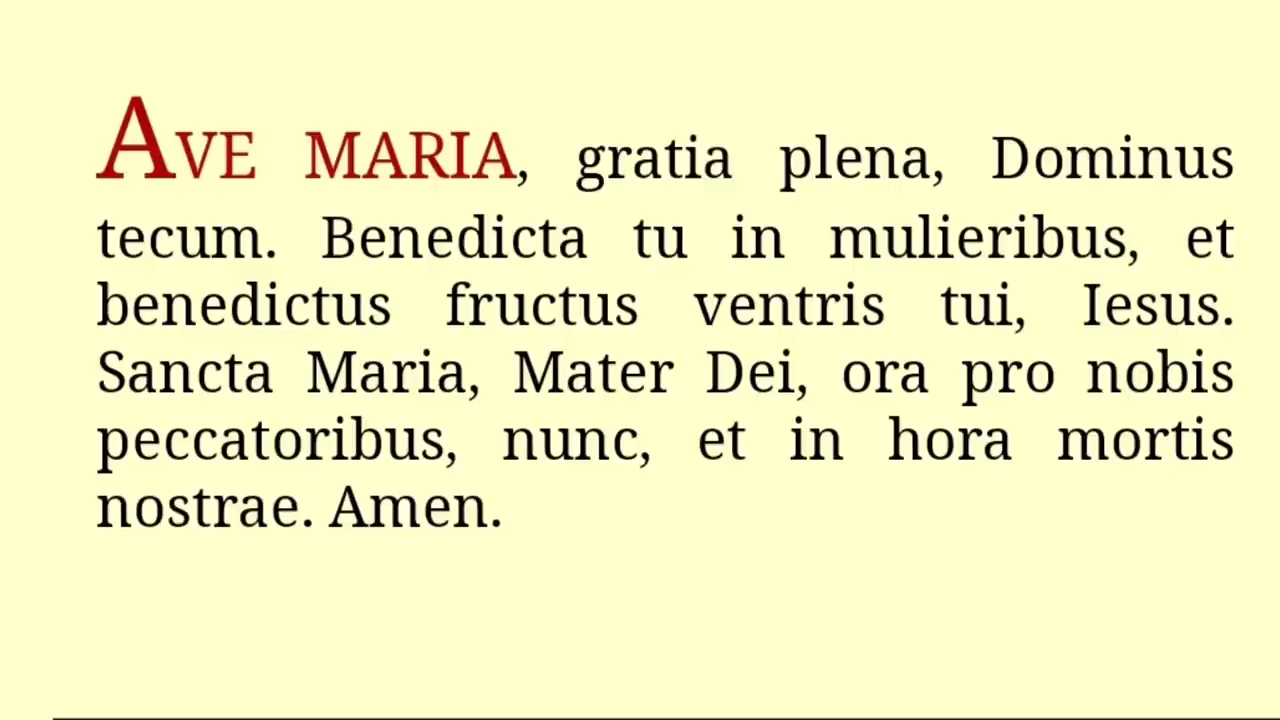 AVE MARIA, gratia plena, Dominus
tecum. Benedicta tu in mulieribus, et
benedictus fructus ventris tui, Iesus.
Sancta Maria, Mater Dei, ora pro nobis
peccatoribus, nunc, et in hora mortis
nostrae. Amen.